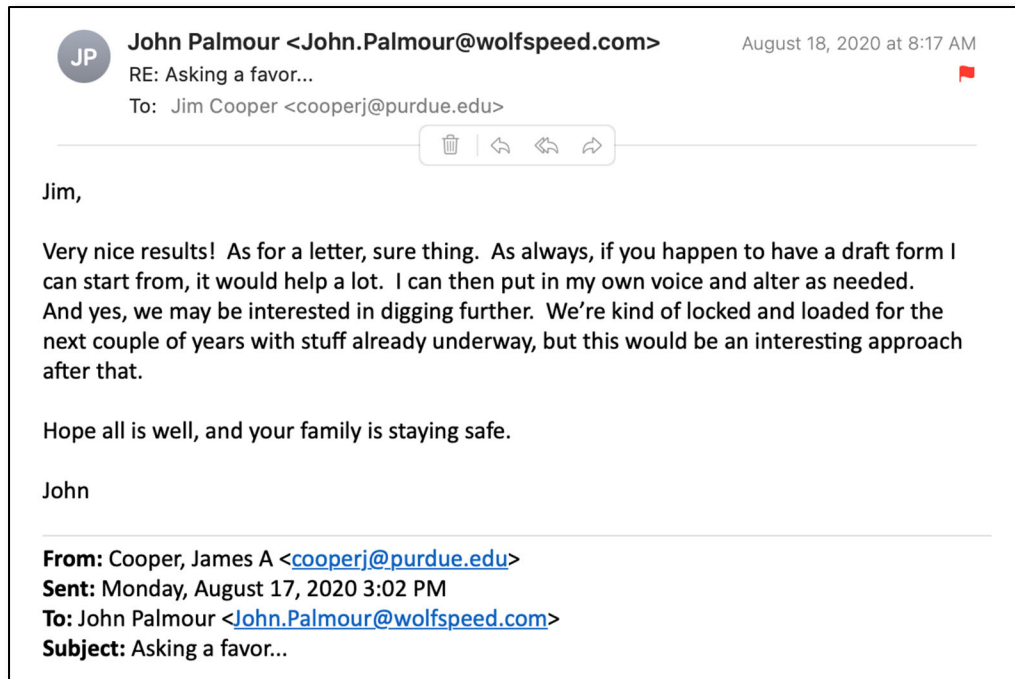 JP
John Palmour <John.Palmour@wolfspeed.com>
August 18, 2020 at 8:17 AM
RE: Asking a favor...
To: Jim Cooper <cooperj@purdue.edu>
Jim,
Very nice results!  As for a letter, sure thing.  As always, if you happen to have a draft form I
can start from, it would help a lot.  I can then put in my own voice and alter as needed.
And yes, we may be interested in digging further.  We’re kind of locked and loaded for the
next couple of years with stuff already underway, but this would be an interesting approach
after that.
Hope all is well, and your family is staying safe.
John
From: Cooper, James A <cooperj@purdue.edu>
Sent: Monday, August 17, 2020 3:02 PM
To: John Palmour <John.Palmour@wolfspeed.com>
Subject: Asking a favor...